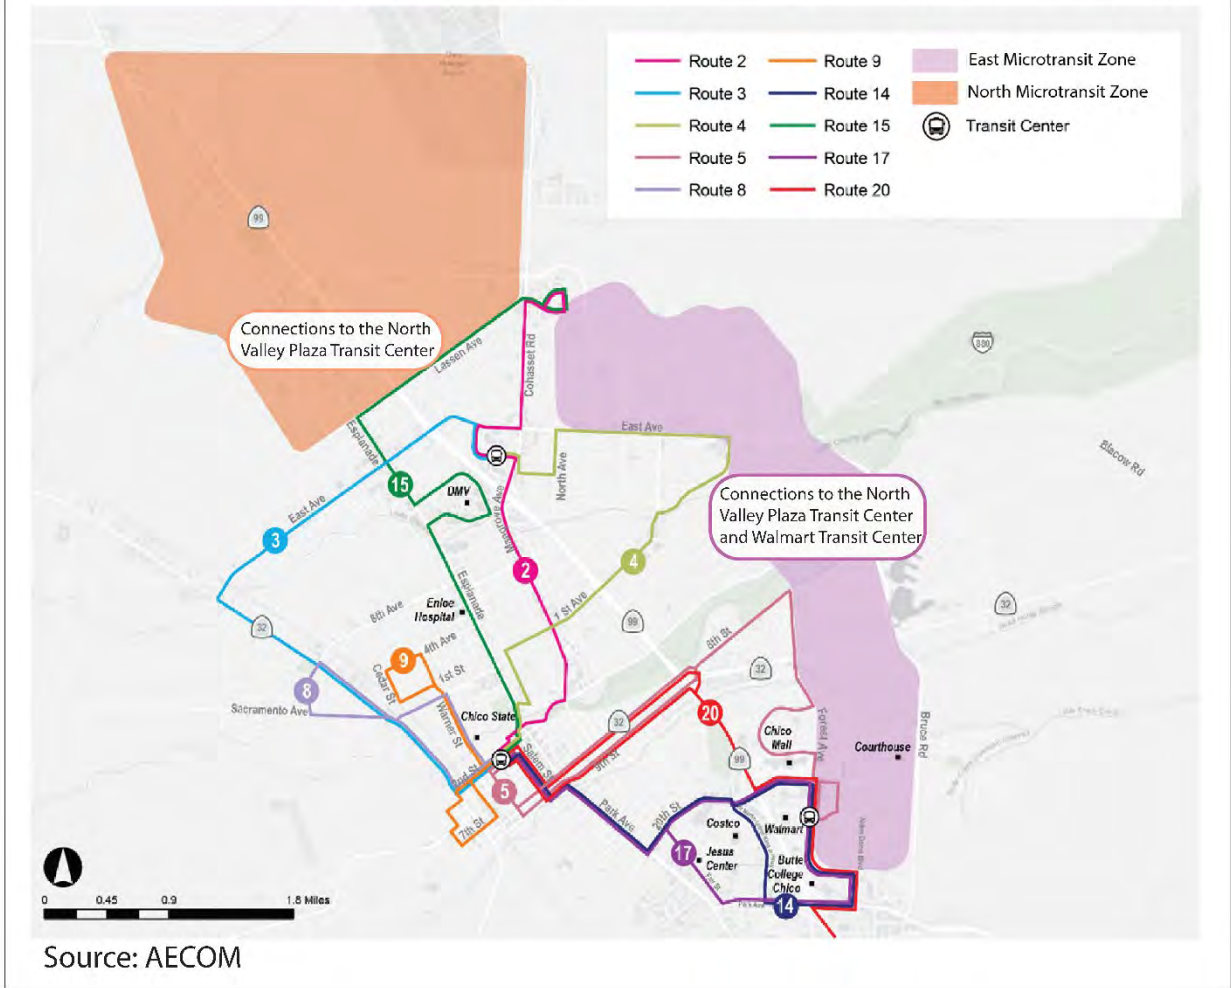 Route 2
Route 3
Route 4
Route 5
Route 8
Route 9
Route 14
Route 15
Route 17
Route 20
East Microtransit Zone
North Microtransit Zone
Transit Center
99
Connections to the North
Valley Plaza Transit Center
Lassen Ave
Cohasset Rd
880
Esplanade
East Ave
North Ave
Blacow Rd
15
DMV
Mangrove Ave
Connections to the North
Valley Plaza Transit Center
and Walmart Transit Center
East Ave
3
2
4
Esplanade
1 St Ave
8th Ave
Enloe
Hospital
32
99
32
8th St
4th Ave
9
1st St
Cedar St
32
8
Sacramento Ave
Warner St
Chico State
20
32
Forest Ave
Bruce Rd
Chico
Mall
Courthouse
Salem St
9th St
99
2nd St
5
7th St
Park Ave
20th St
Costco
Walmart
17
Jesus
Center
Butte
College
Chico
14
Park Ave
0
0.45
0.9
1.8 Miles
Source: AECOM